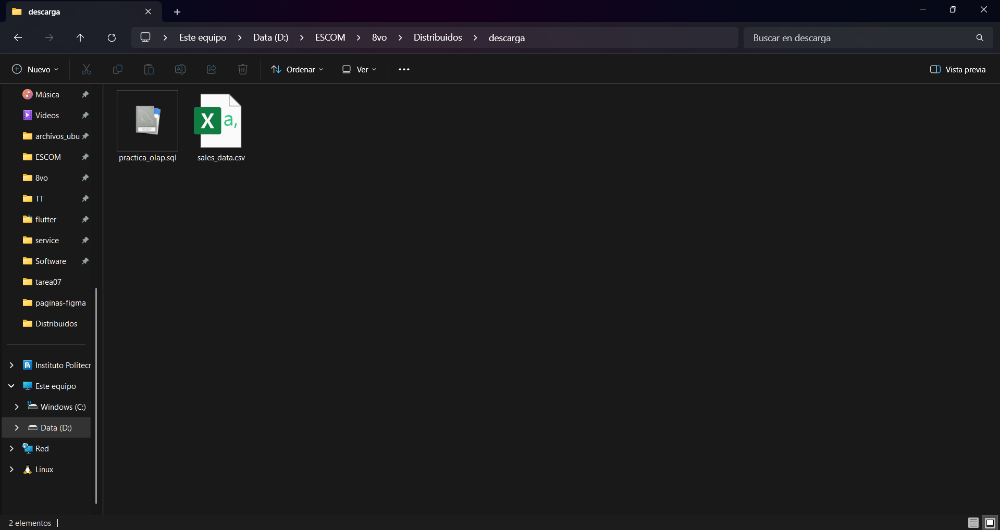 descarga
Este equipo > Data (D:) > ESCOM > 8vo > Distribuidos > descarga
Buscar en descarga
Nuevo
Ordenar
Ver
Vista previa
Música
Videos
archivos_ubu
ESCOM
8vo
TT
flutter
service
Software
tarea07
paginas-figma
Distribuidos
Instituto Politecr
Este equipo
Windows (C:)
Data (D:)
Red
Linux
practica_olap.sql
X a,
sales_data.csv
2 elementos